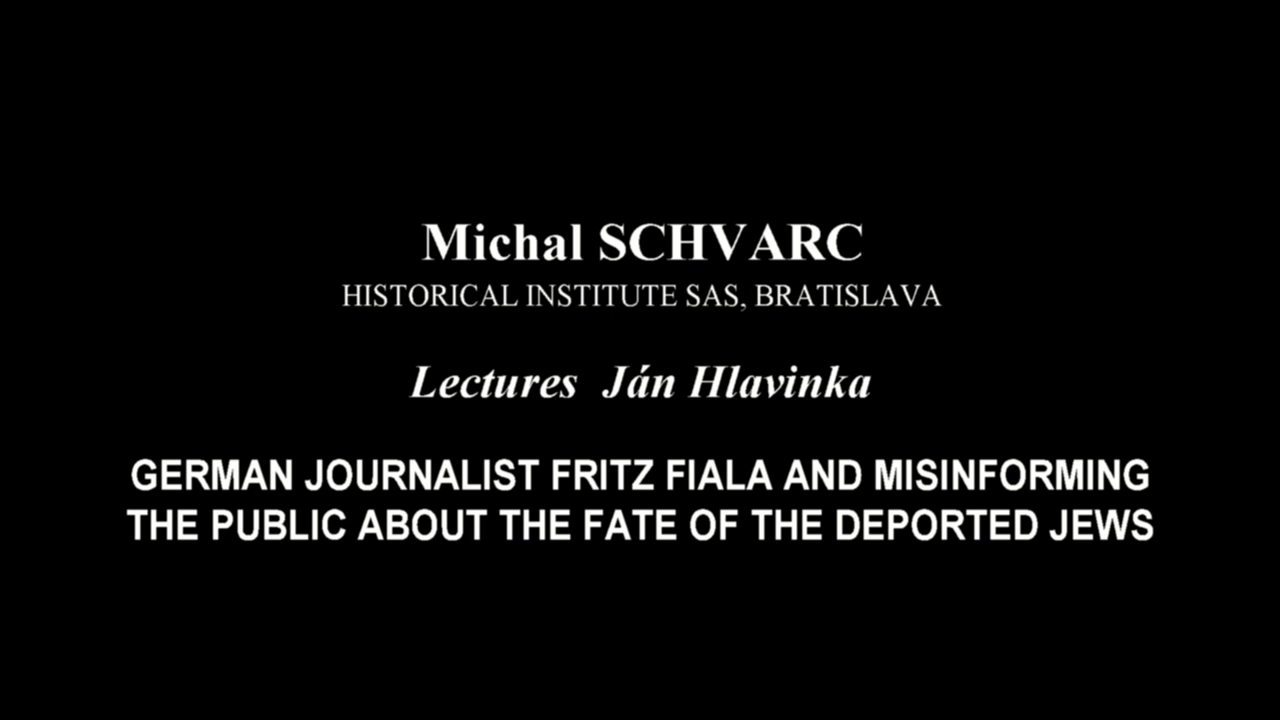 Michal SCHVARC
HISTORICAL INSTITUTE SAS, BRATISLAVA
Lectures Ján Hlavinka
GERMAN JOURNALIST FRITZ FIALA AND MISINFORMING
THE PUBLIC ABOUT THE FATE OF THE DEPORTED JEWS